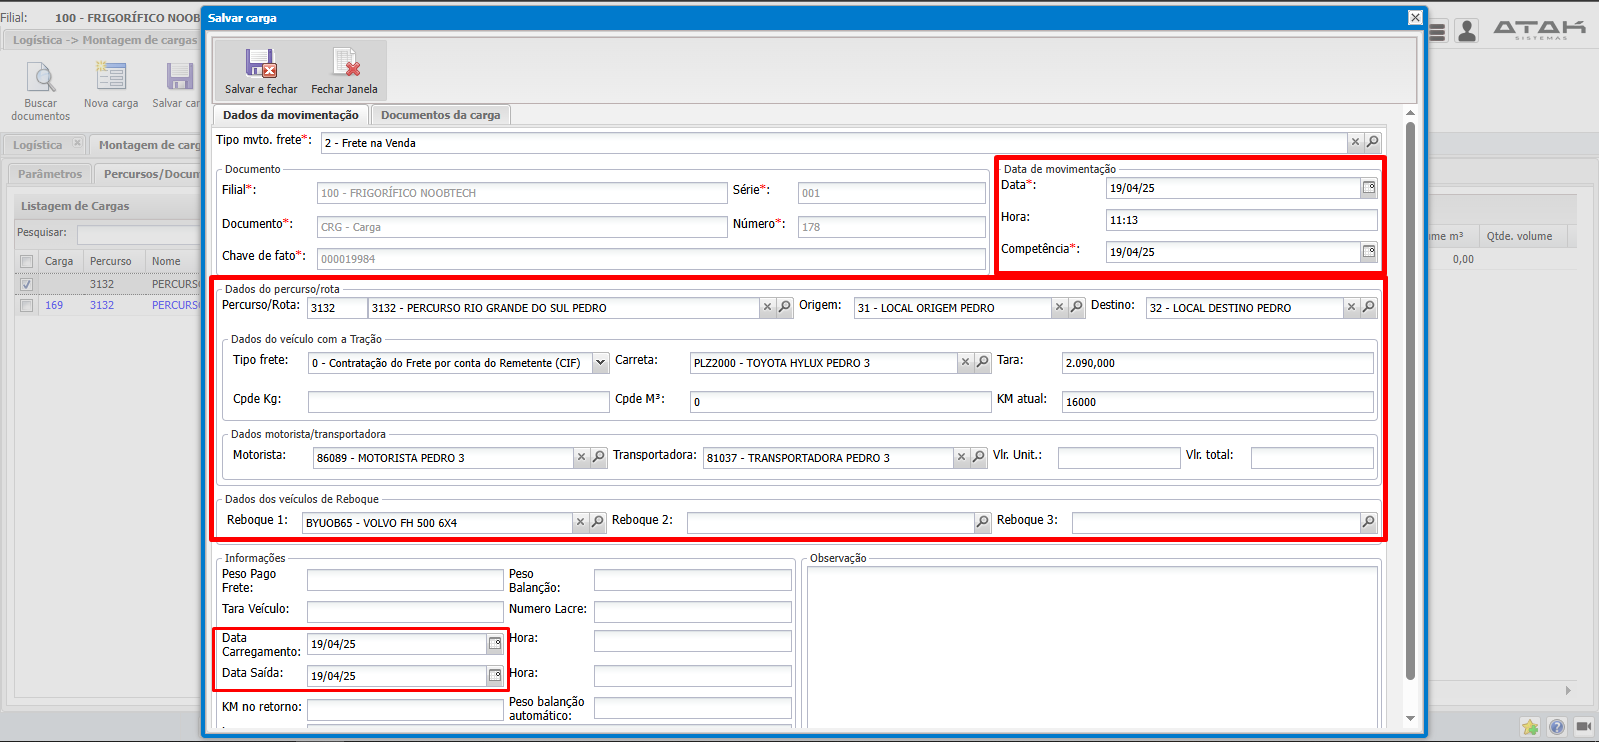 Filial: 100 - FRIGORÍFICO NOOB
Salvar carga
Logística -> Montagem de cargas
ATAK
SISTEMAS
Buscar documentos
Nova carga
Salvar car
Salvar e fechar
Fechar Janela
Logística
Montagem de carg
Parâmetros
Percursos/Docum
Listagem de Cargas
Pesquisar:
Carga Percurso Nome
3132 PERCURSO
169 3132 PERCURSO
ume m³ Qtde. volume
0,00
Dados da movimentação
Documentos da carga
Tipo mvto. frete*: 2 - Frete na Venda
Documento
Filial*: 100 - FRIGORÍFICO NOOBTECH Série*: 001
Documento*: CRG - Carga Número*: 178
Chave de fato*: 000019984
Data de movimentação
Data*: 19/04/25
Hora: 11:13
Competência*: 19/04/25
Dados do percurso/rota
Percurso/Rota: 3132 3132 - PERCURSO RIO GRANDE DO SUL PEDRO Origem: 31 - LOCAL ORIGEM PEDRO Destino: 32 - LOCAL DESTINO PEDRO
Dados do veículo com a Tração
Tipo frete: 0 - Contratação do Frete por conta do Remetente (CIF) Carreta: PLZ2000 - TOYOTA HYLUX PEDRO 3 Tara: 2.090,000
Cpde Kg: Cpde M³: 0 KM atual: 16000
Dados motorista/transportadora
Motorista: 86089 - MOTORISTA PEDRO 3 Transportadora: 81037 - TRANSPORTADORA PEDRO 3 Vlr. Unit.: Vlr. total:
Dados dos veículos de Reboque
Reboque 1: BYUOB65 - VOLVO FH 500 6X4 Reboque 2: Reboque 3:
Informações
Peso Pago Frete: Peso Balanção:
Tara Veículo: Numero Lacre:
Data Carregamento: 19/04/25 Hora:
Data Saída: 19/04/25 Hora:
KM no retorno: Peso balança̧o automático:
Observação